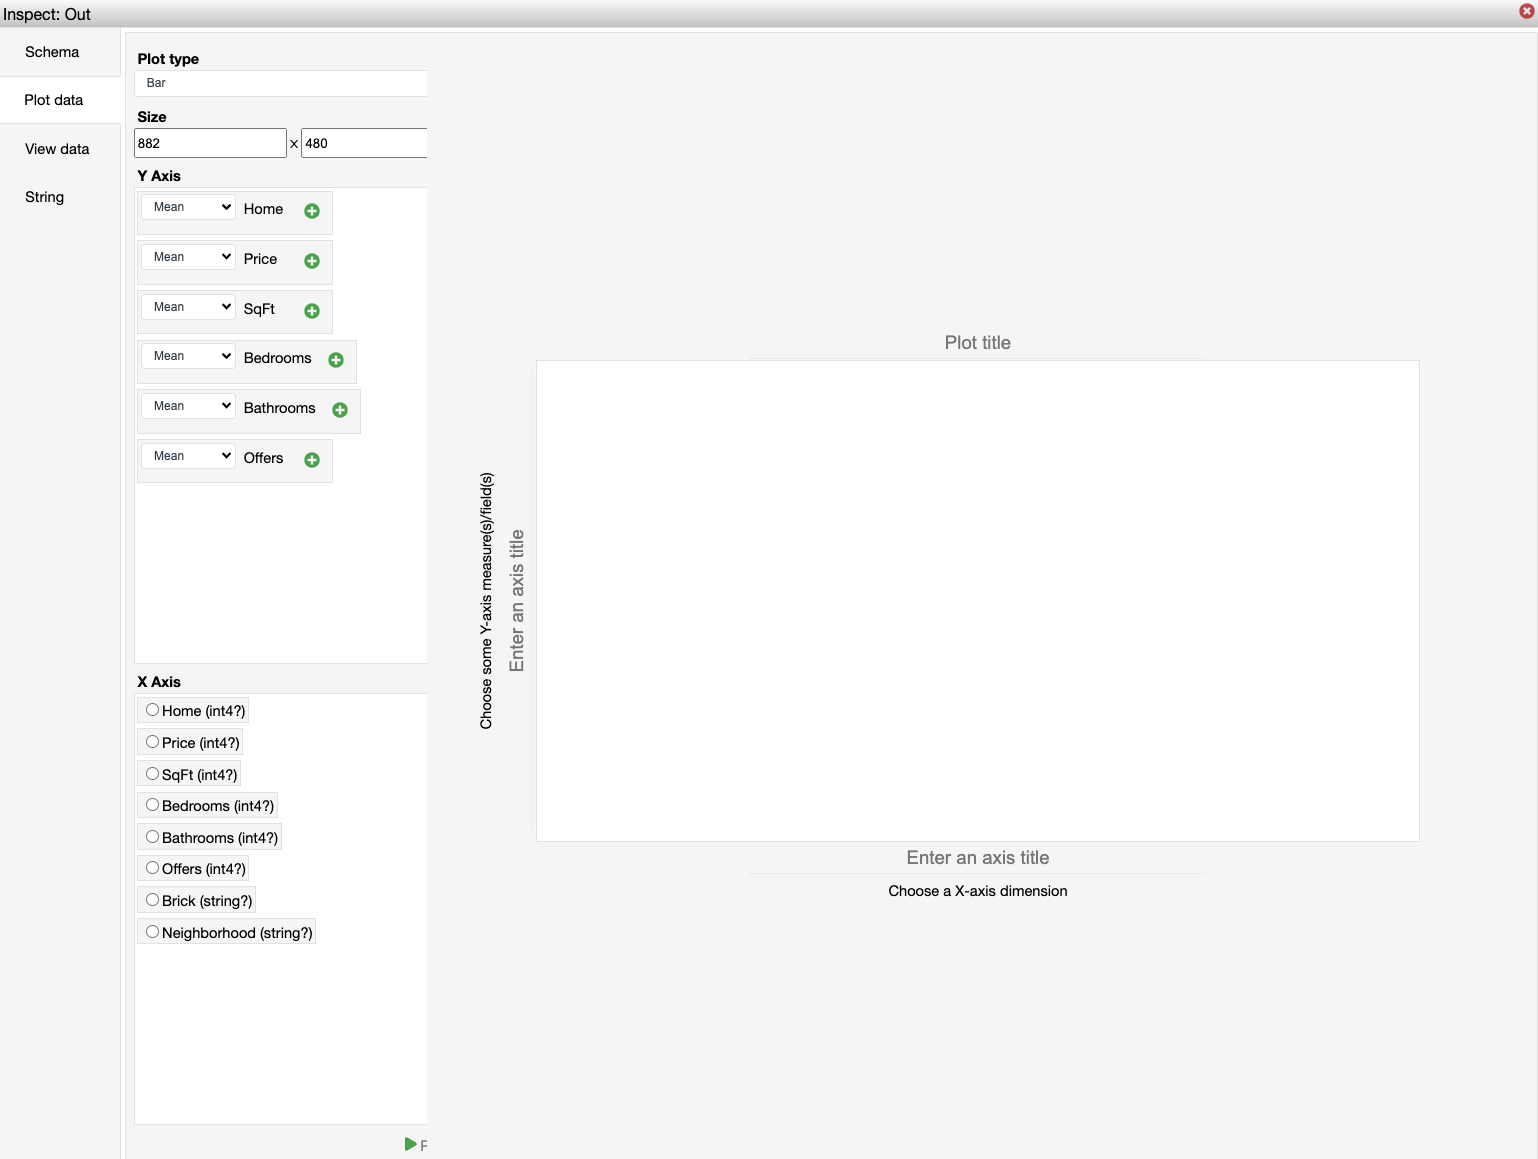 Inspect: Out
Schema
Plot data
View data
String
Plot type
Bar
Size
882 x 480
Y Axis
Mean Home
Mean Price
Mean SqFt
Mean Bedrooms
Mean Bathrooms
Mean Offers
X Axis
Home (int4?)
Price (int4?)
SqFt (int4?)
Bedrooms (int4?)
Bathrooms (int4?)
Offers (int4?)
Brick (string?)
Neighborhood (string?)
Plot title
Choose some Y-axis measure(s)/field(s)
Enter an axis title
Enter an axis title
Choose a X-axis dimension